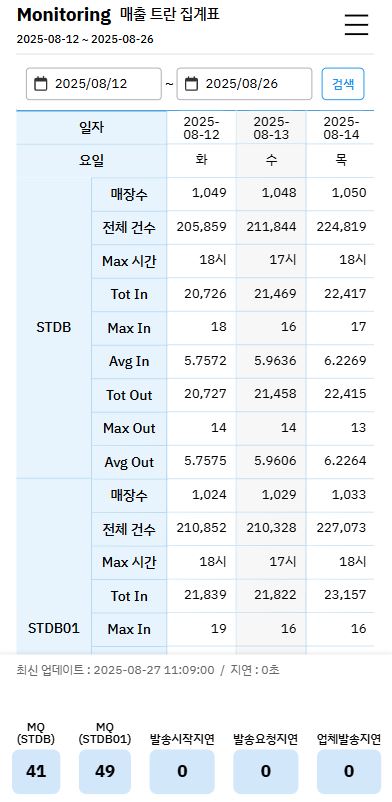 Monitoring 매출 트란 집계표
2025-08-12 ~ 2025-08-26
2025/08/12 ~ 2025/08/26 검색
일자 2025-08-12 2025-08-13 2025-08-14
요일 화 수 목
STDB
매장수 1,049 1,048 1,050
전체 건수 205,859 211,844 224,819
Max 시간 18시 17시 18시
Tot In 20,726 21,469 22,417
Max In 18 16 17
Avg In 5.7572 5.9636 6.2269
Tot Out 20,727 21,458 22,415
Max Out 14 14 13
Avg Out 5.7575 5.9606 6.2264
STDB01
매장수 1,024 1,029 1,033
전체 건수 210,852 210,328 227,073
Max 시간 18시 17시 18시
Tot In 21,839 21,822 23,157
Max In 19 16 16
최신 업데이트 : 2025-08-27 11:09:00 / 지연 : 0초
MQ (STDB) MQ (STDB01) 발송시작지연 발송요청지연 업체발송지연
41 49 0 0 0